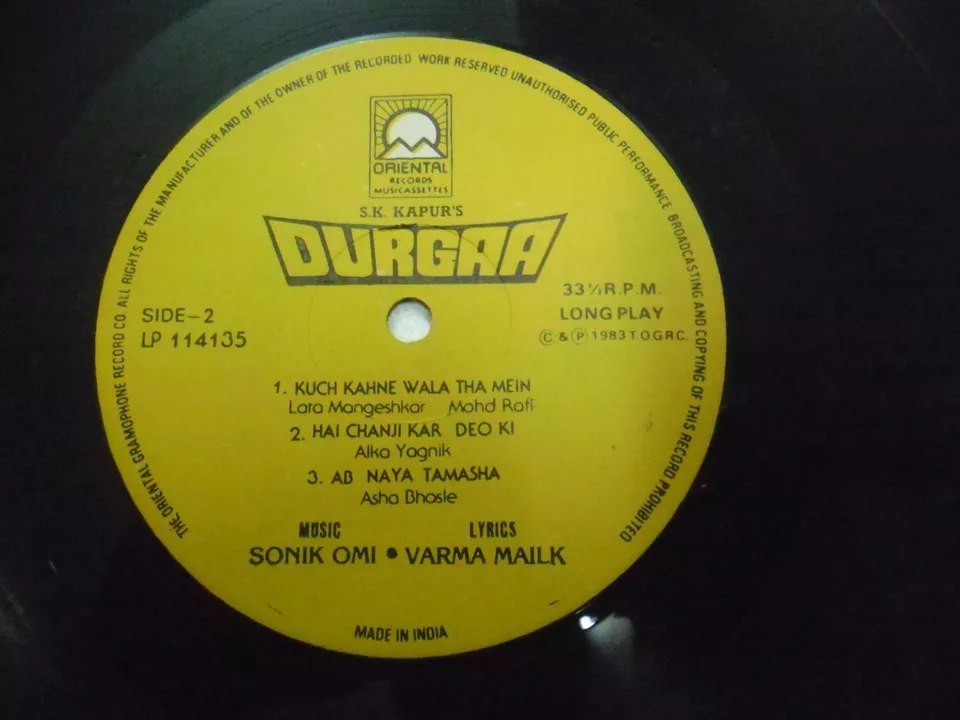 THE ORIENTAL GRAMOPHONE RECORD CO. ALL RIGHTS OF THE MANUFACTURER AND OF THE OWNER OF THE RECORDED WORK RESERVED UNAUTHORISED PUBLIC PERFORMANCE BROADCASTING AND COPYING OF THIS RECORD PROHIBITED
ORIENTAL
RECORDS
MUSICASSETTES
S.K. KAPUR'S
DURGAA
SIDE-2
LP 114135
33⅓ R.P.M.
LONG PLAY
© & ℗ 1983 T.O.G.R.C.
1. KUCH KAHNE WALA THA MEIN
Lata Mangeshkar Mohd Rafi
2. HAI CHANJI KAR DEO KI
Alka Yagnik
3. AB NAYA TAMASHA
Asha Bhosle
MUSIC LYRICS
SONIK OMI • VARMA MAILK
MADE IN INDIA